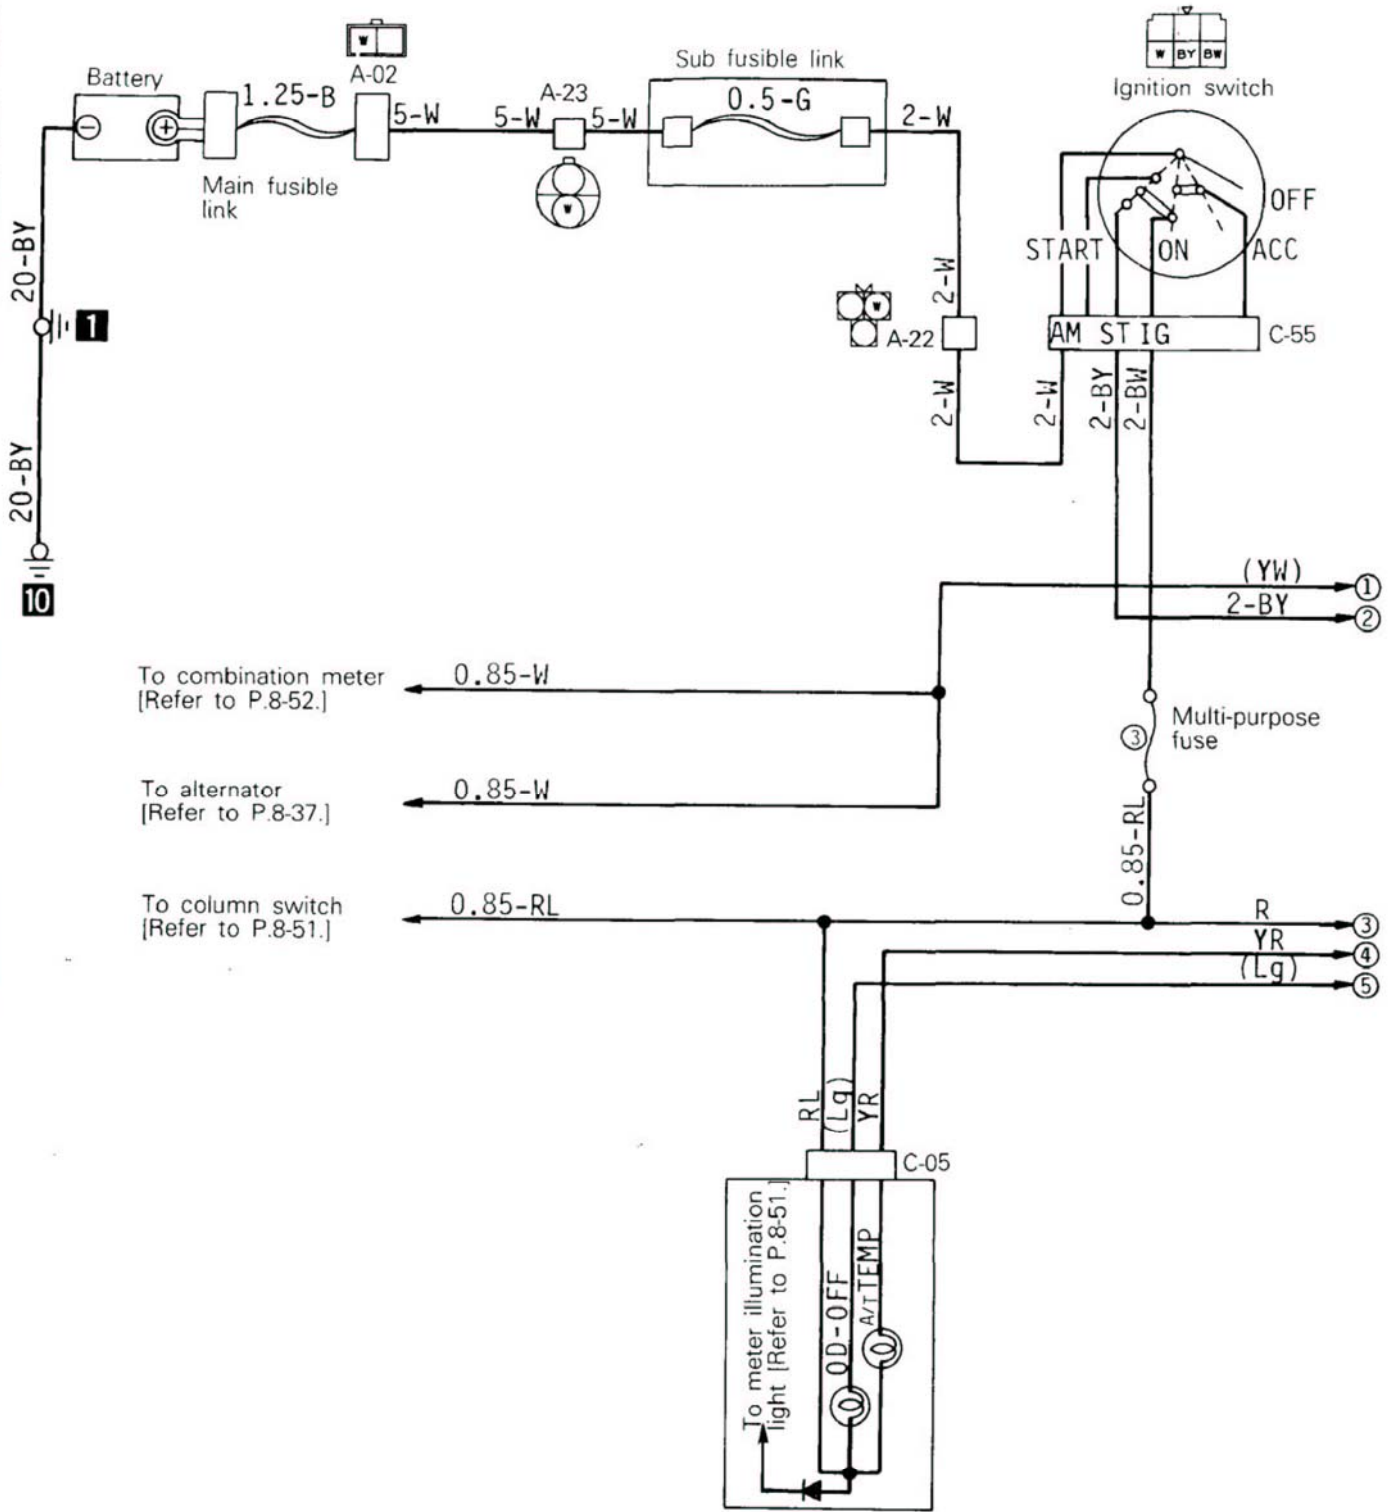 W
W BY BW
Battery
A-02
Sub fusible link
Ignition switch
1.25-B
5-W
A-23
5-W
5-W
0.5-G
2-W
Main fusible
link
W
OFF
START
ON
ACC
20-BY
2-W
W
1
A-22
AM ST IG
C-55
2-W
2-W
2-BY
2-BW
20-BY
10
(YW)
1
2-BY
2
To combination meter
[Refer to P.8-52.]
0.85-W
Multi-purpose
fuse
3
To alternator
[Refer to P.8-37.]
0.85-W
0.85-RL
To column switch
[Refer to P.8-51.]
0.85-RL
R
3
YR
4
(Lg)
5
RL
(Lg)
YR
C-05
To meter illumination
light [Refer to P.8-51.]
OD-OFF
A/T TEMP